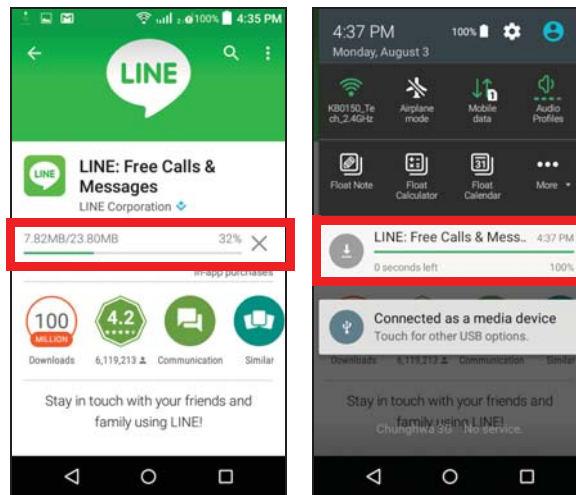 100% 4:35 PM
LINE
LINE
LINE: Free Calls &
Messages
LINE Corporation
7.82MB/23.80MB 32%
in-app purchases
100
MILLION
4.2
Downloads 6,119,213 Communication Similar
Stay in touch with your friends and
family using LINE!
4:37 PM 100%
Monday, August 3
KB0150_Te
ch_2.4GHz
Airplane
mode
Mobile
data
Audio
Profiles
31
Float Note
Float
Calculator
Float
Calendar
More
LINE: Free Calls & Mess.. 4:37 PM
0 seconds left 100%
Connected as a media device
Touch for other USB options.
Downloads 6,119,213 Communication Similar
Stay in touch with your friends and
family using LINE!
Chunghwa 3G No service.